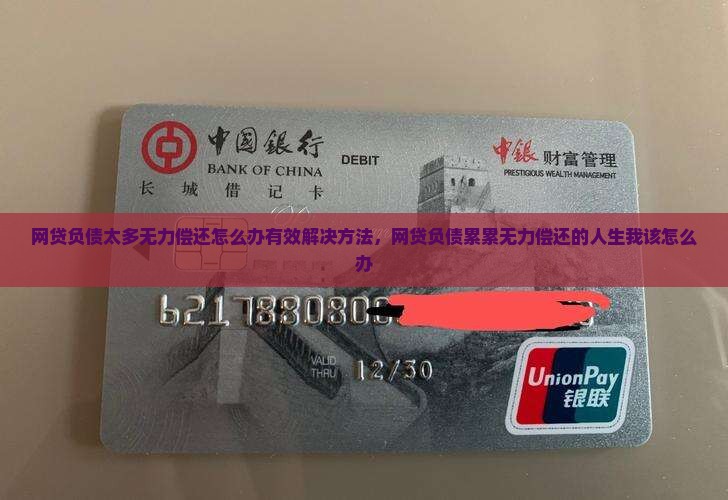 中国银行
BANK OF CHINA
DEBIT
长城借记卡
中銀 财富管理
PRESTIGIOUS WEALTH MANAGEMENT
网贷负债太多无力偿还怎么办有效解决方法，网贷负债累累无力偿还的人生我该怎么
办
621788080
VALID
THRU
12/30
UnionPay
银联